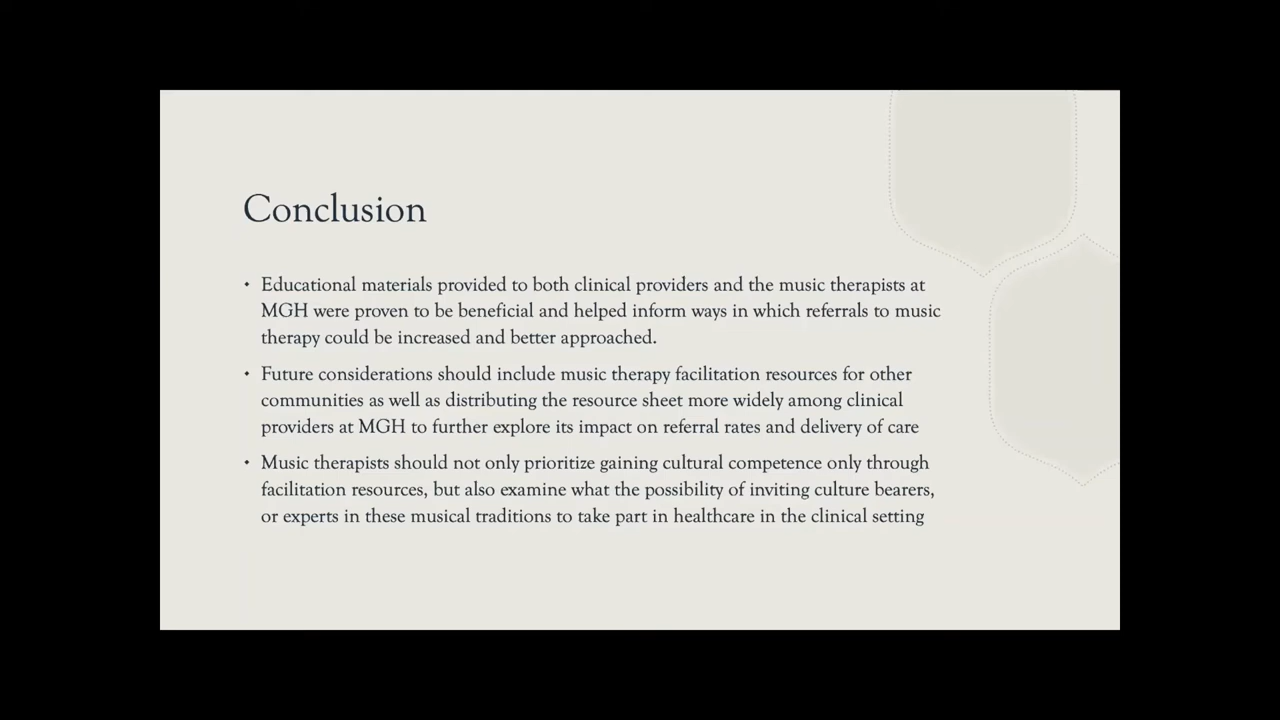 Conclusion
• Educational materials provided to both clinical providers and the music therapists at
MGH were proven to be beneficial and helped inform ways in which referrals to music
therapy could be increased and better approached.
• Future considerations should include music therapy facilitation resources for other
communities as well as distributing the resource sheet more widely among clinical
providers at MGH to further explore its impact on referral rates and delivery of care
• Music therapists should not only prioritize gaining cultural competence only through
facilitation resources, but also examine what the possibility of inviting culture bearers,
or experts in these musical traditions to take part in healthcare in the clinical setting